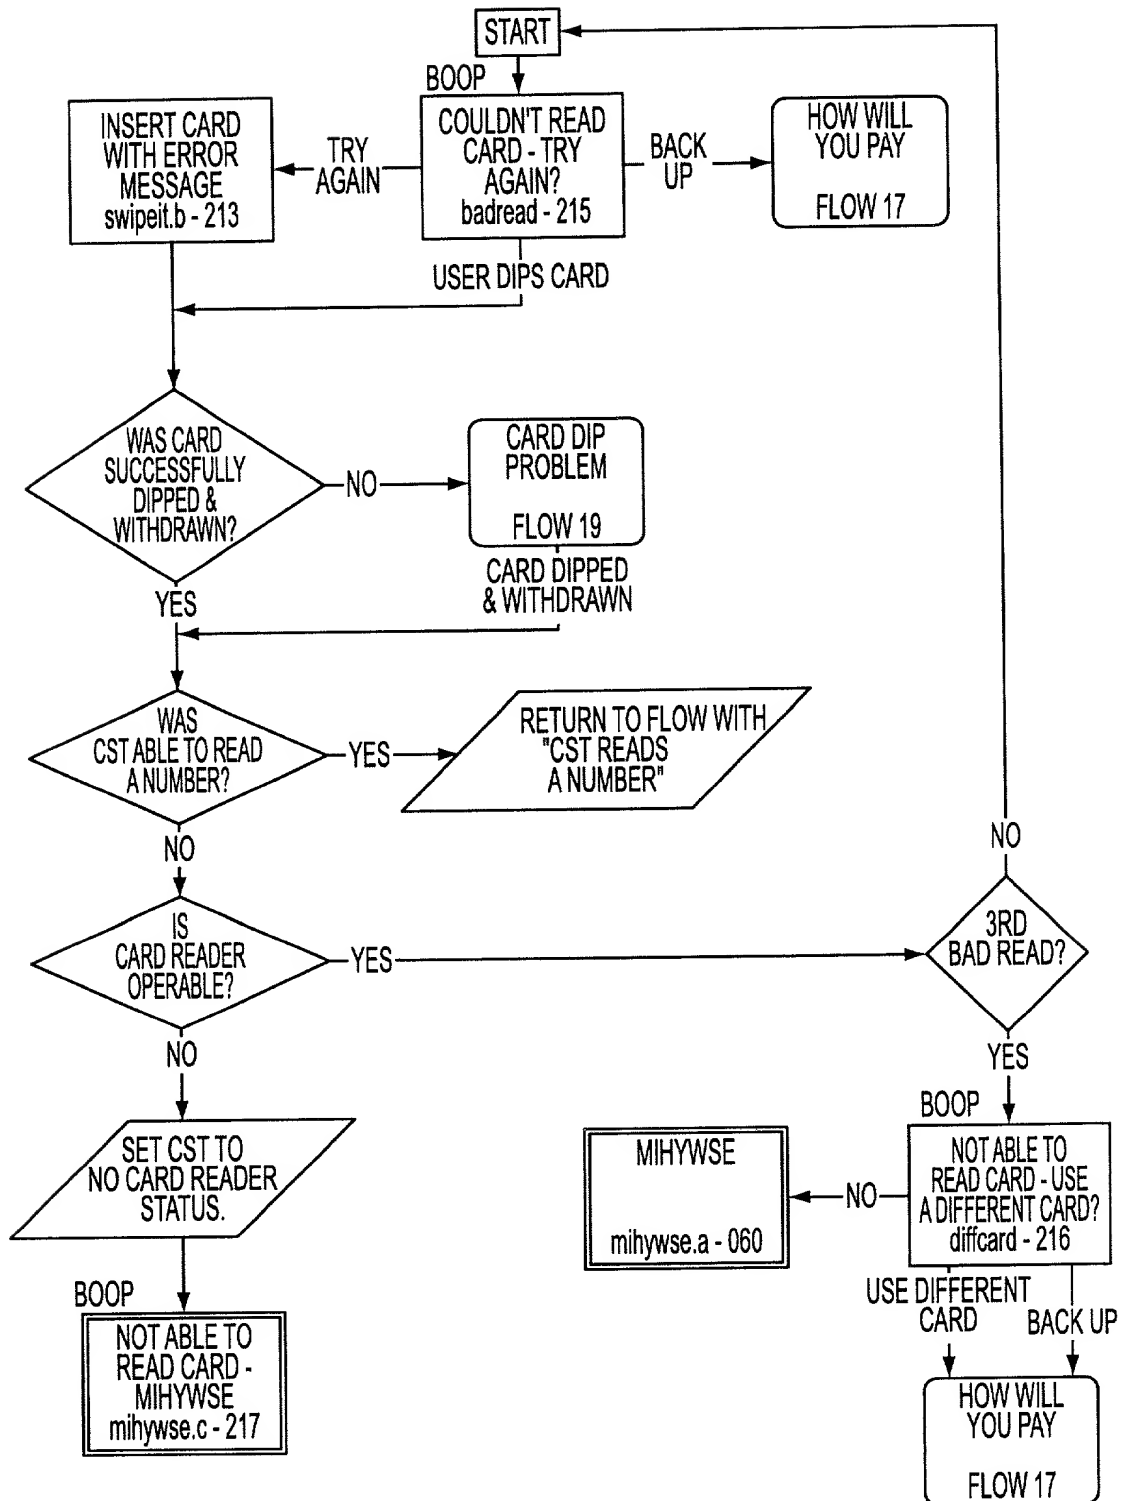 START
BOOP
INSERT CARD
WITH ERROR
MESSAGE
swipeit.b - 213
TRY
AGAIN
COULDN'T READ
CARD - TRY
AGAIN?
badread - 215
BACK
UP
HOW WILL
YOU PAY
FLOW 17
USER DIPS CARD
WAS CARD
SUCCESSFULLY
DIPPED &
WITHDRAWN?
NO
CARD DIP
PROBLEM
FLOW 19
CARD DIPPED
& WITHDRAWN
YES
WAS
CST ABLE TO READ
A NUMBER?
YES
RETURN TO FLOW WITH
"CST READS
A NUMBER"
NO
NO
IS
CARD READER
OPERABLE?
YES
3RD
BAD READ?
NO
YES
SET CST TO
NO CARD READER
STATUS.
BOOP
NOT ABLE TO
READ CARD -
MIHYWSE
mihywse.c - 217
BOOP
NOT ABLE TO
READ CARD - USE
A DIFFERENT CARD?
diffcard - 216
NO
MIHYWSE
mihywse.a - 060
USE DIFFERENT
CARD
BACK UP
HOW WILL
YOU PAY
FLOW 17